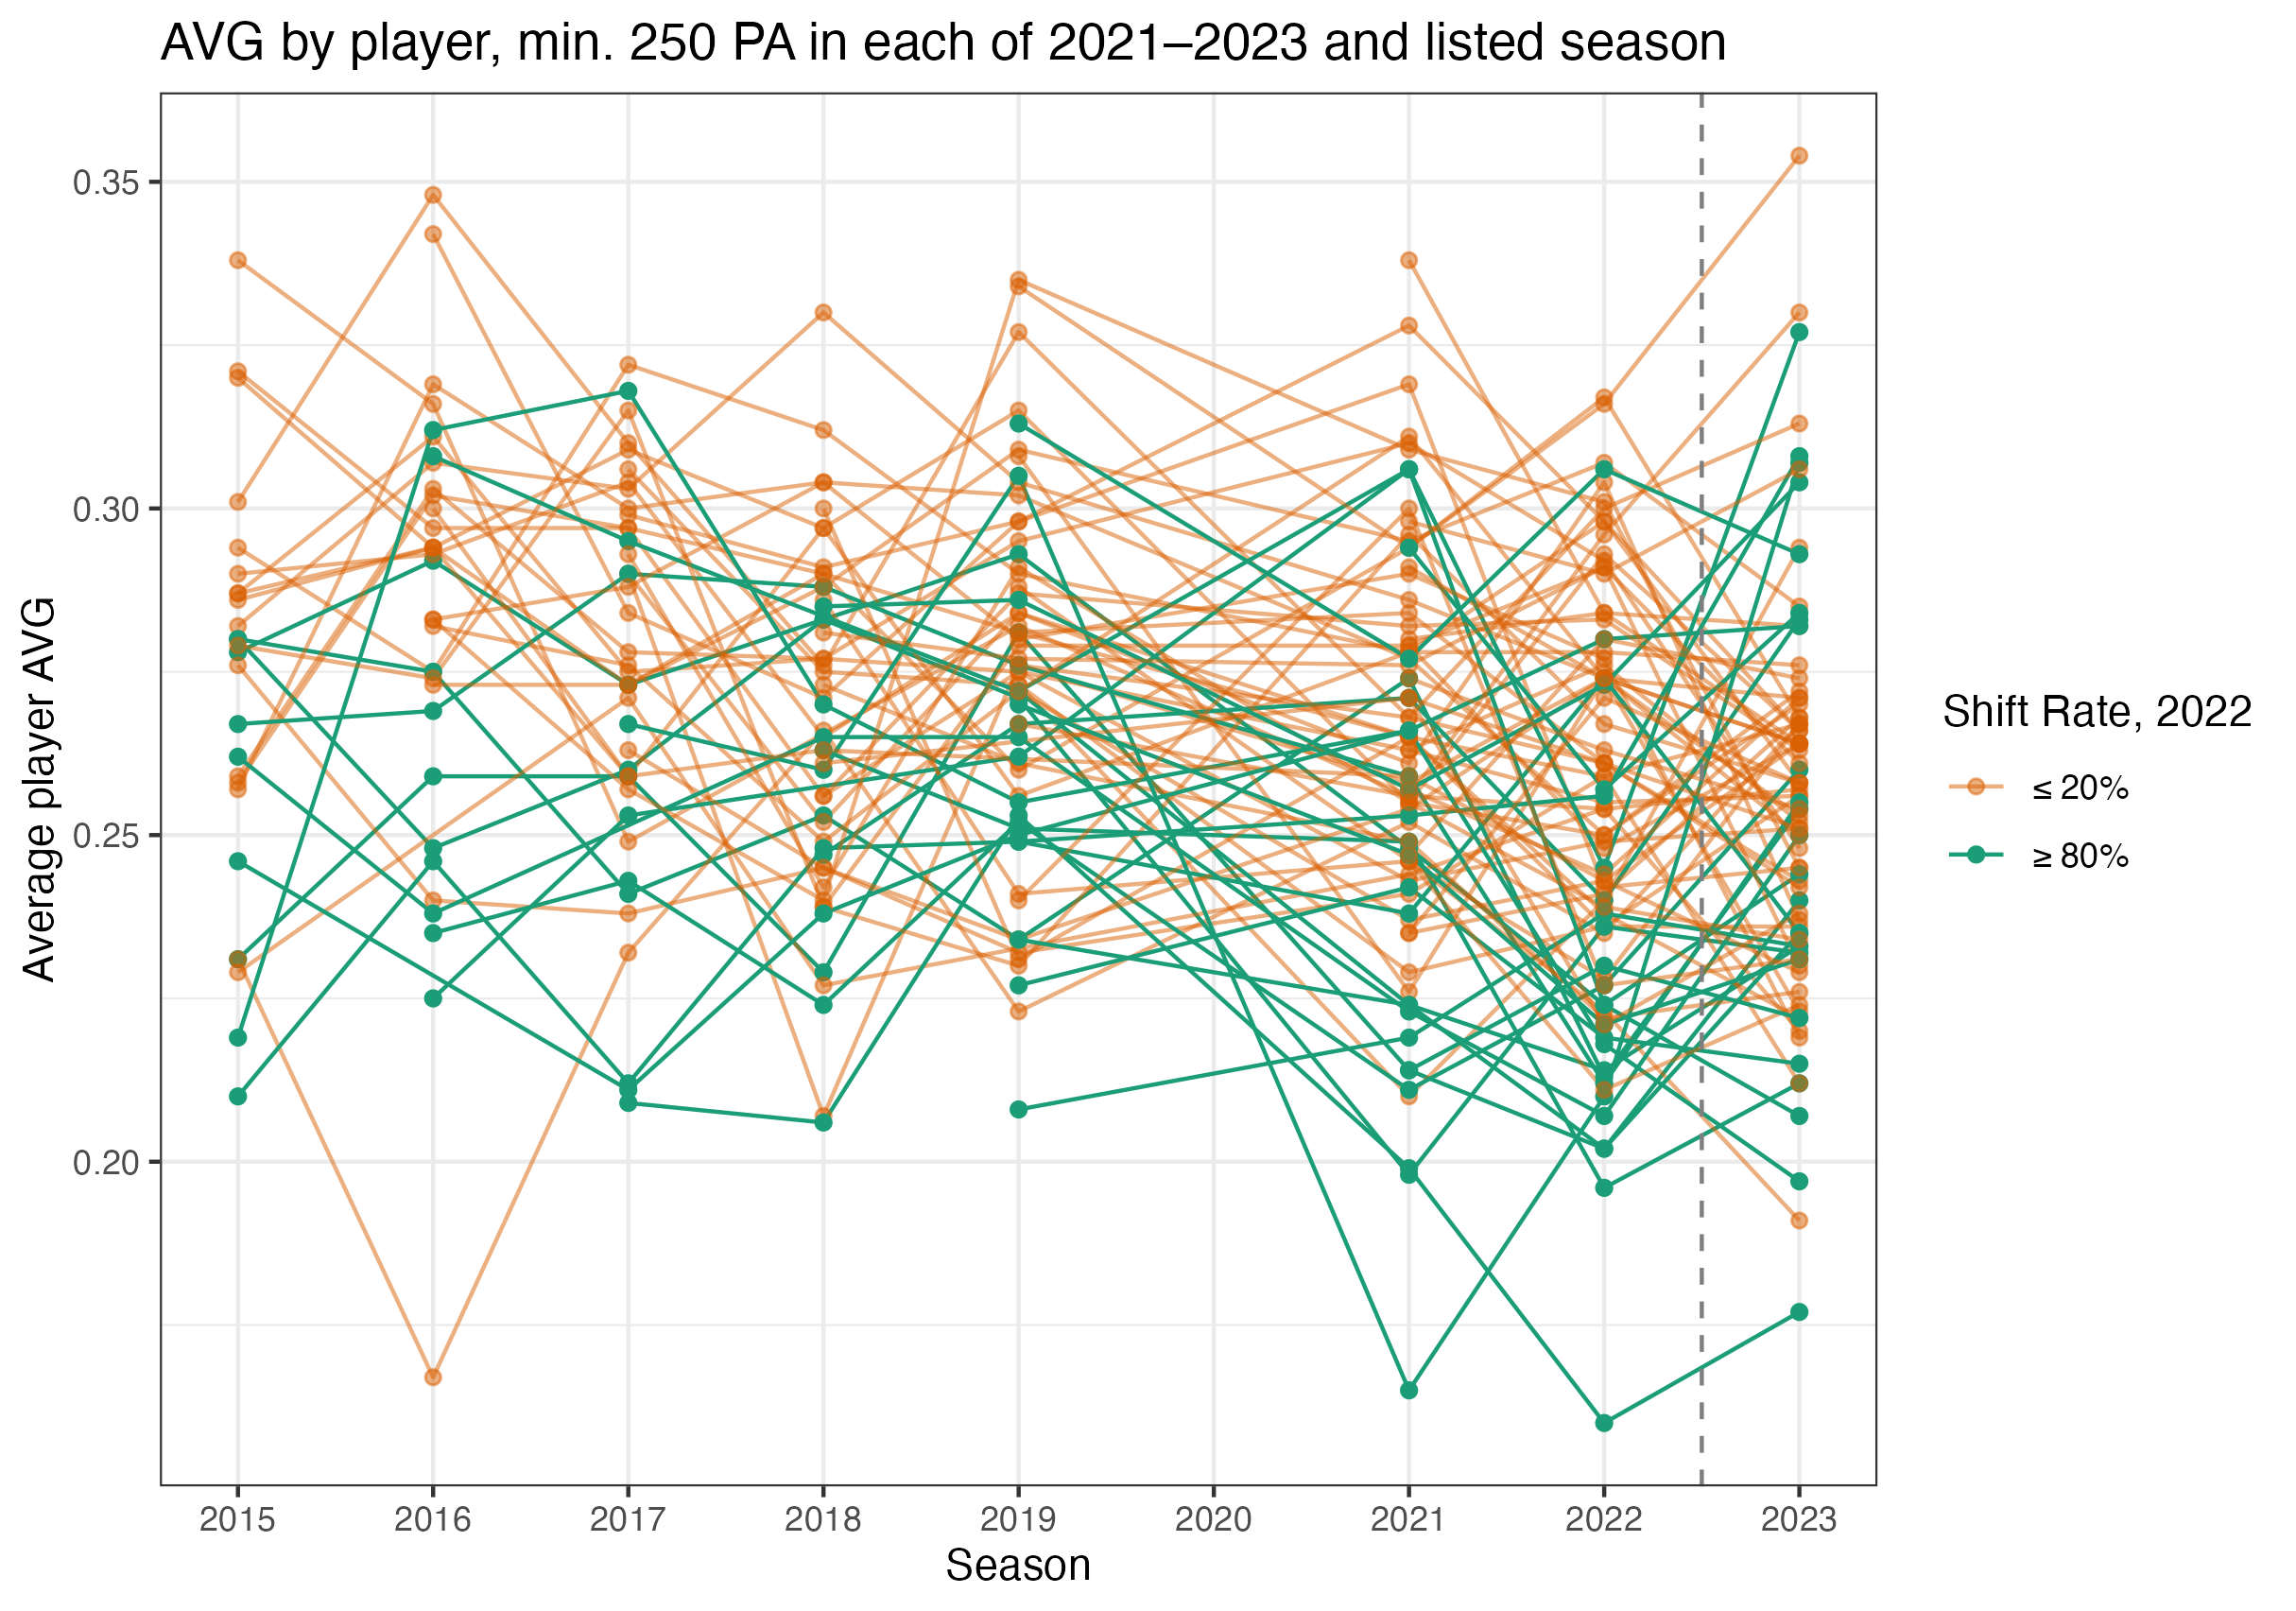 AVG by player, min. 250 PA in each of 2021–2023 and listed season
Average player AVG
0.35
0.30
0.25
0.20
2015 2016 2017 2018 2019 2020 2021 2022 2023
Season
Shift Rate, 2022
≤ 20%
≥ 80%